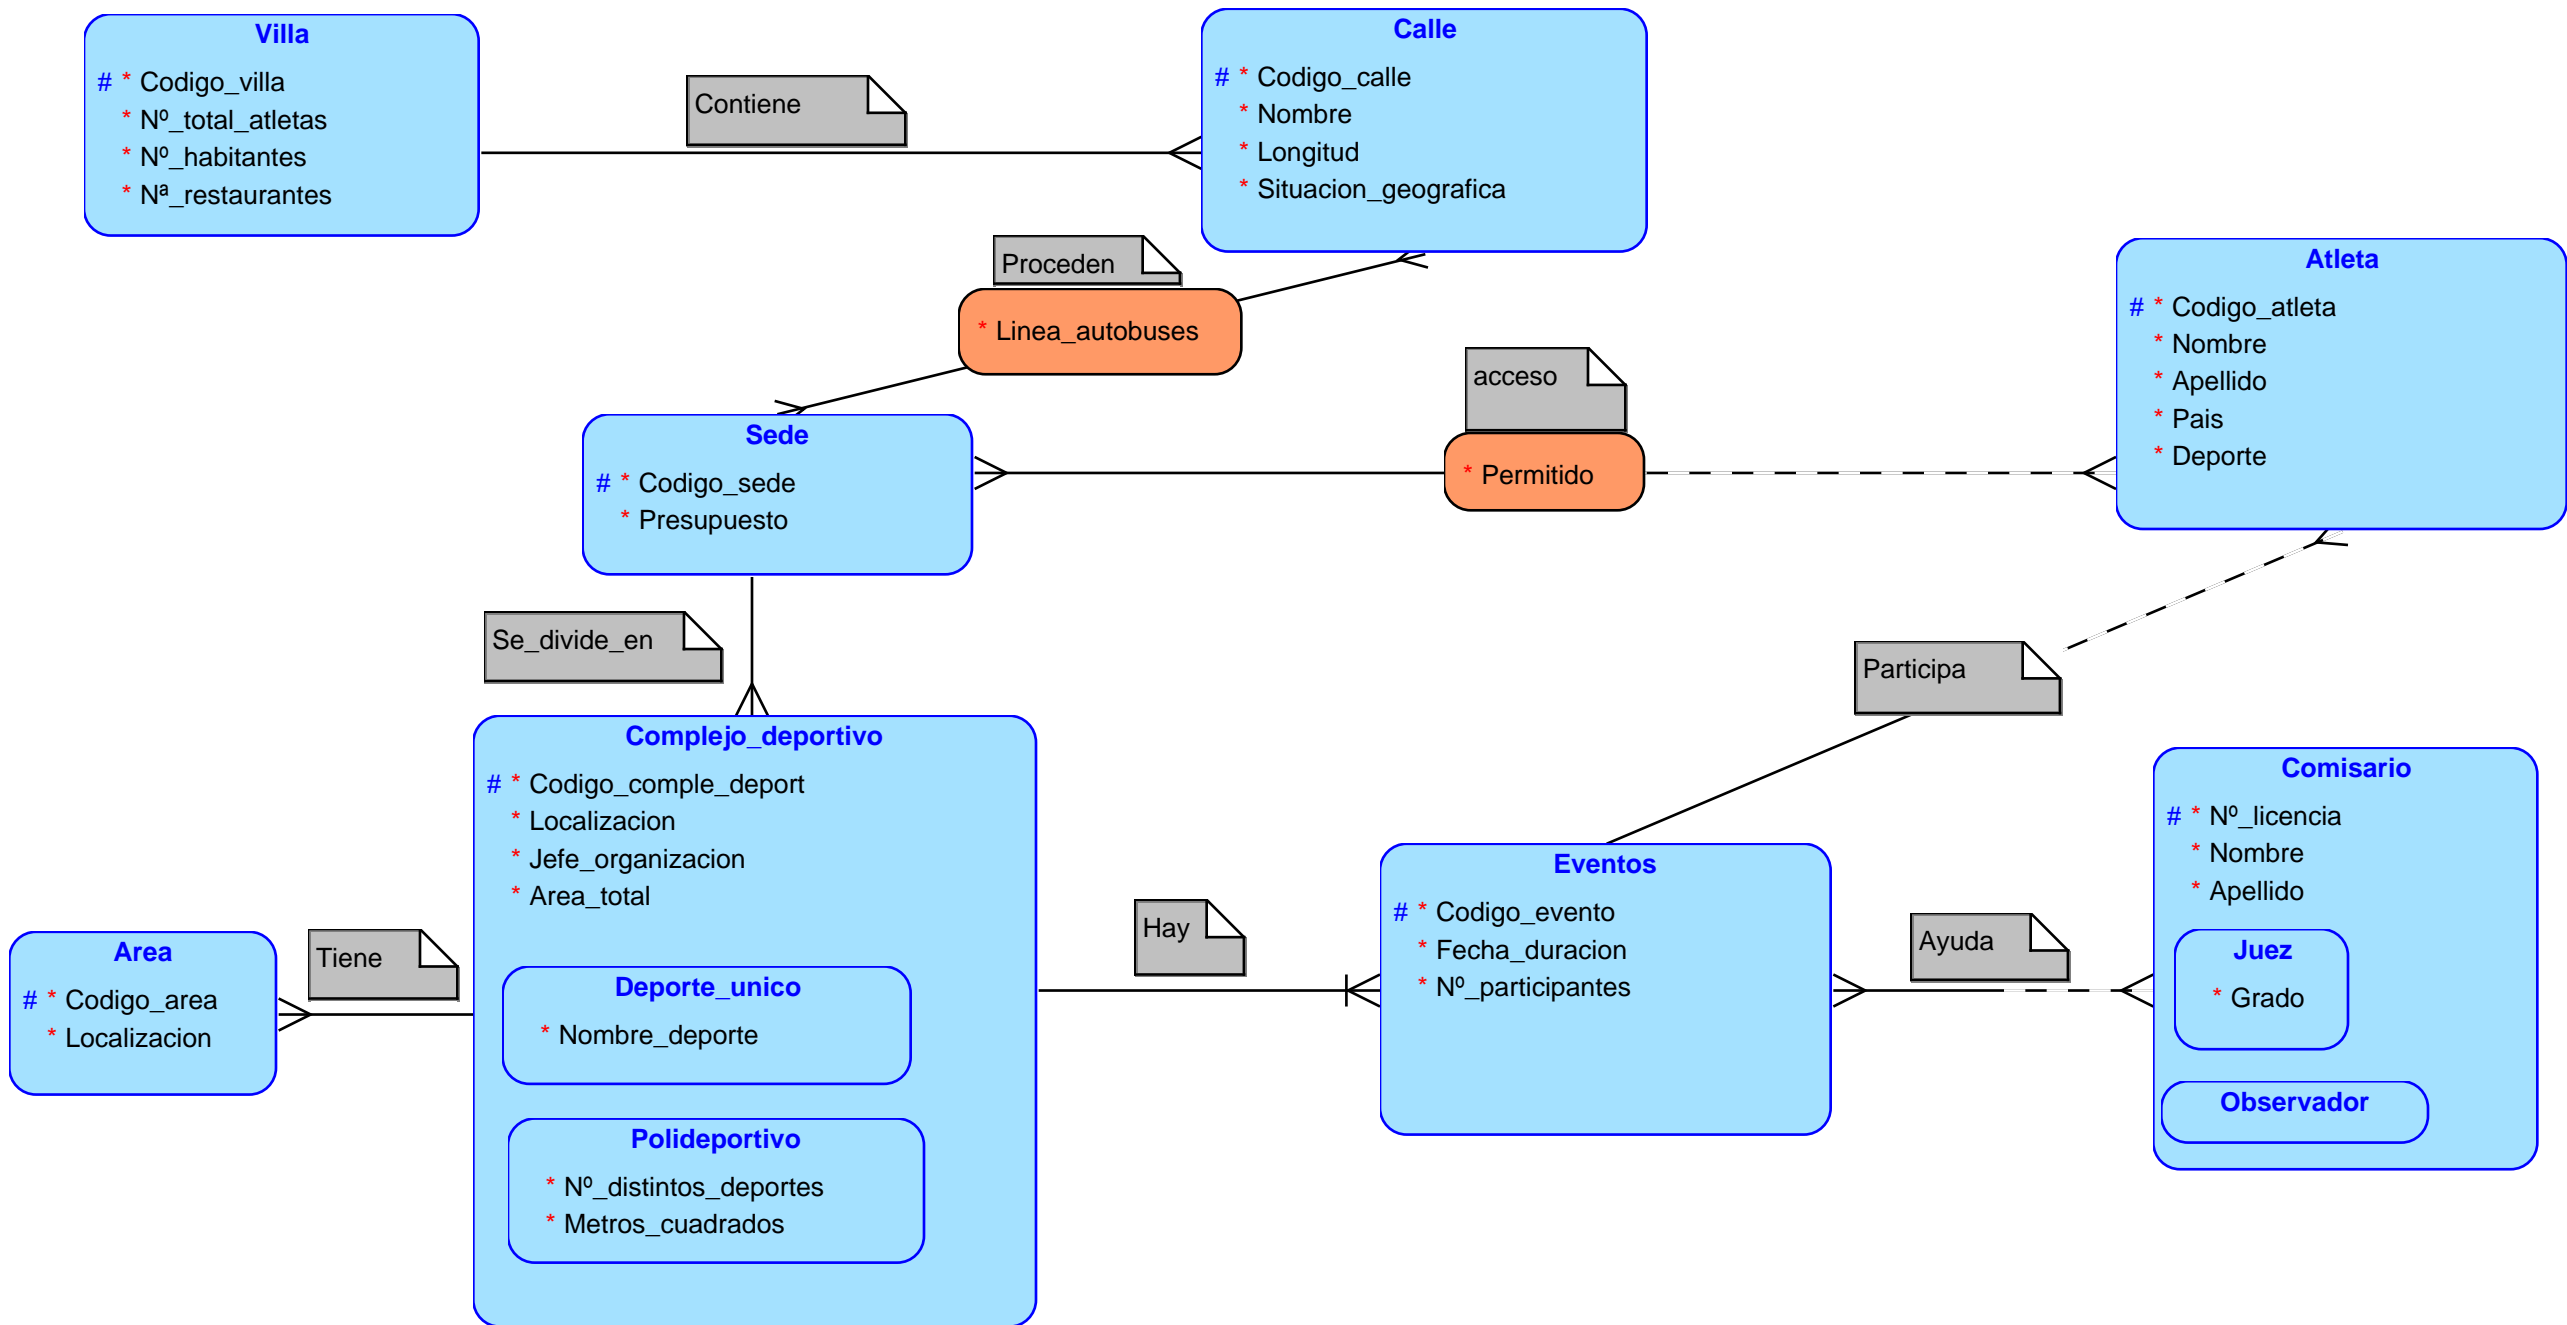 Villa
# * Codigo_villa
* Nº_total_atletas
* Nº_habitantes
* Nª_restaurantes
Contiene
Calle
# * Codigo_calle
* Nombre
* Longitud
* Situacion_geografica
Proceden
* Linea_autobuses
acceso
* Permitido
Atleta
# * Codigo_atleta
* Nombre
* Apellido
* Pais
* Deporte
Sede
# * Codigo_sede
* Presupuesto
Se_divide_en
Participa
Complejo_deportivo
# * Codigo_comple_deport
* Localizacion
* Jefe_organizacion
* Area_total
Deporte_unico
* Nombre_deporte
Polideportivo
* Nº_distintos_deportes
* Metros_cuadrados
Area
# * Codigo_area
* Localizacion
Tiene
Hay
Eventos
# * Codigo_evento
* Fecha_duracion
* Nº_participantes
Ayuda
Comisario
# * Nº_licencia
* Nombre
* Apellido
Juez
* Grado
Observador